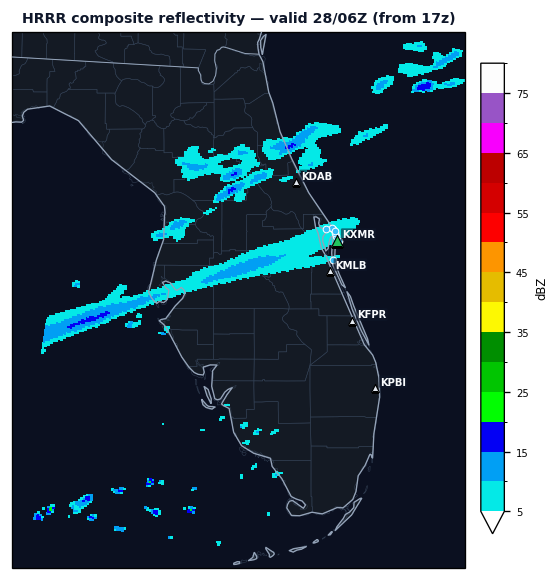 HRRR composite reflectivity — valid 28/06Z (from 17z)
KDAB
KXMR
KMLB
KFPR
KPBI
75
65
55
45
35
25
15
5
dBZ